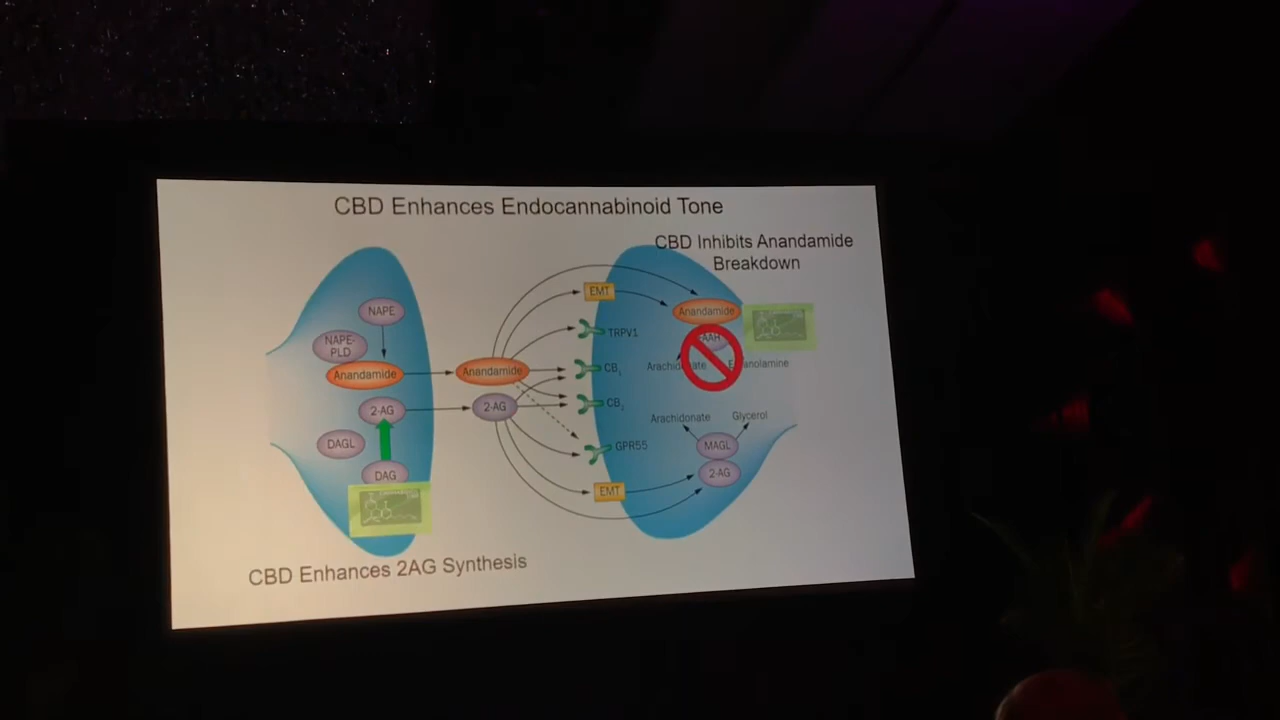 CBD Enhances Endocannabinoid Tone
CBD Inhibits Anandamide
Breakdown
NAPE
NAPE-
PLD
Anandamide
2-AG
DAGL
DAG
Anandamide
2-AG
EMT
TRPV1
CB1
CB2
GPR55
EMT
Anandamide
Arachidonate
Glycerol
MAGL
2-AG
CBD Enhances 2AG Synthesis